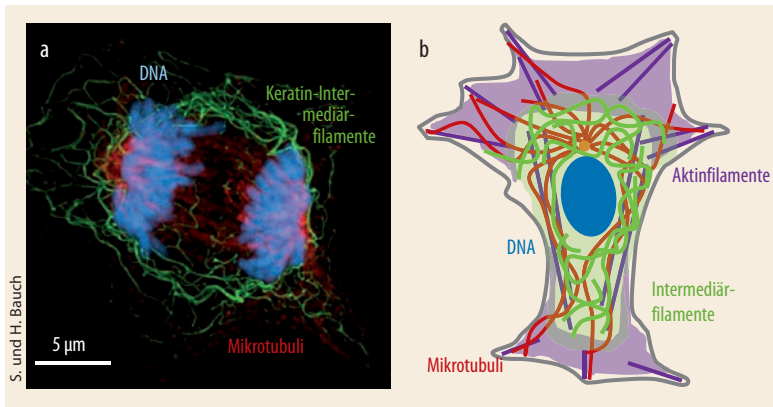 a
DNA
Keratin-Inter-
mediär-
filamente
Mikrotubuli
5 µm
S. und H. Bauch
b
Aktinfilamente
DNA
Intermediär-
filamente
Mikrotubuli